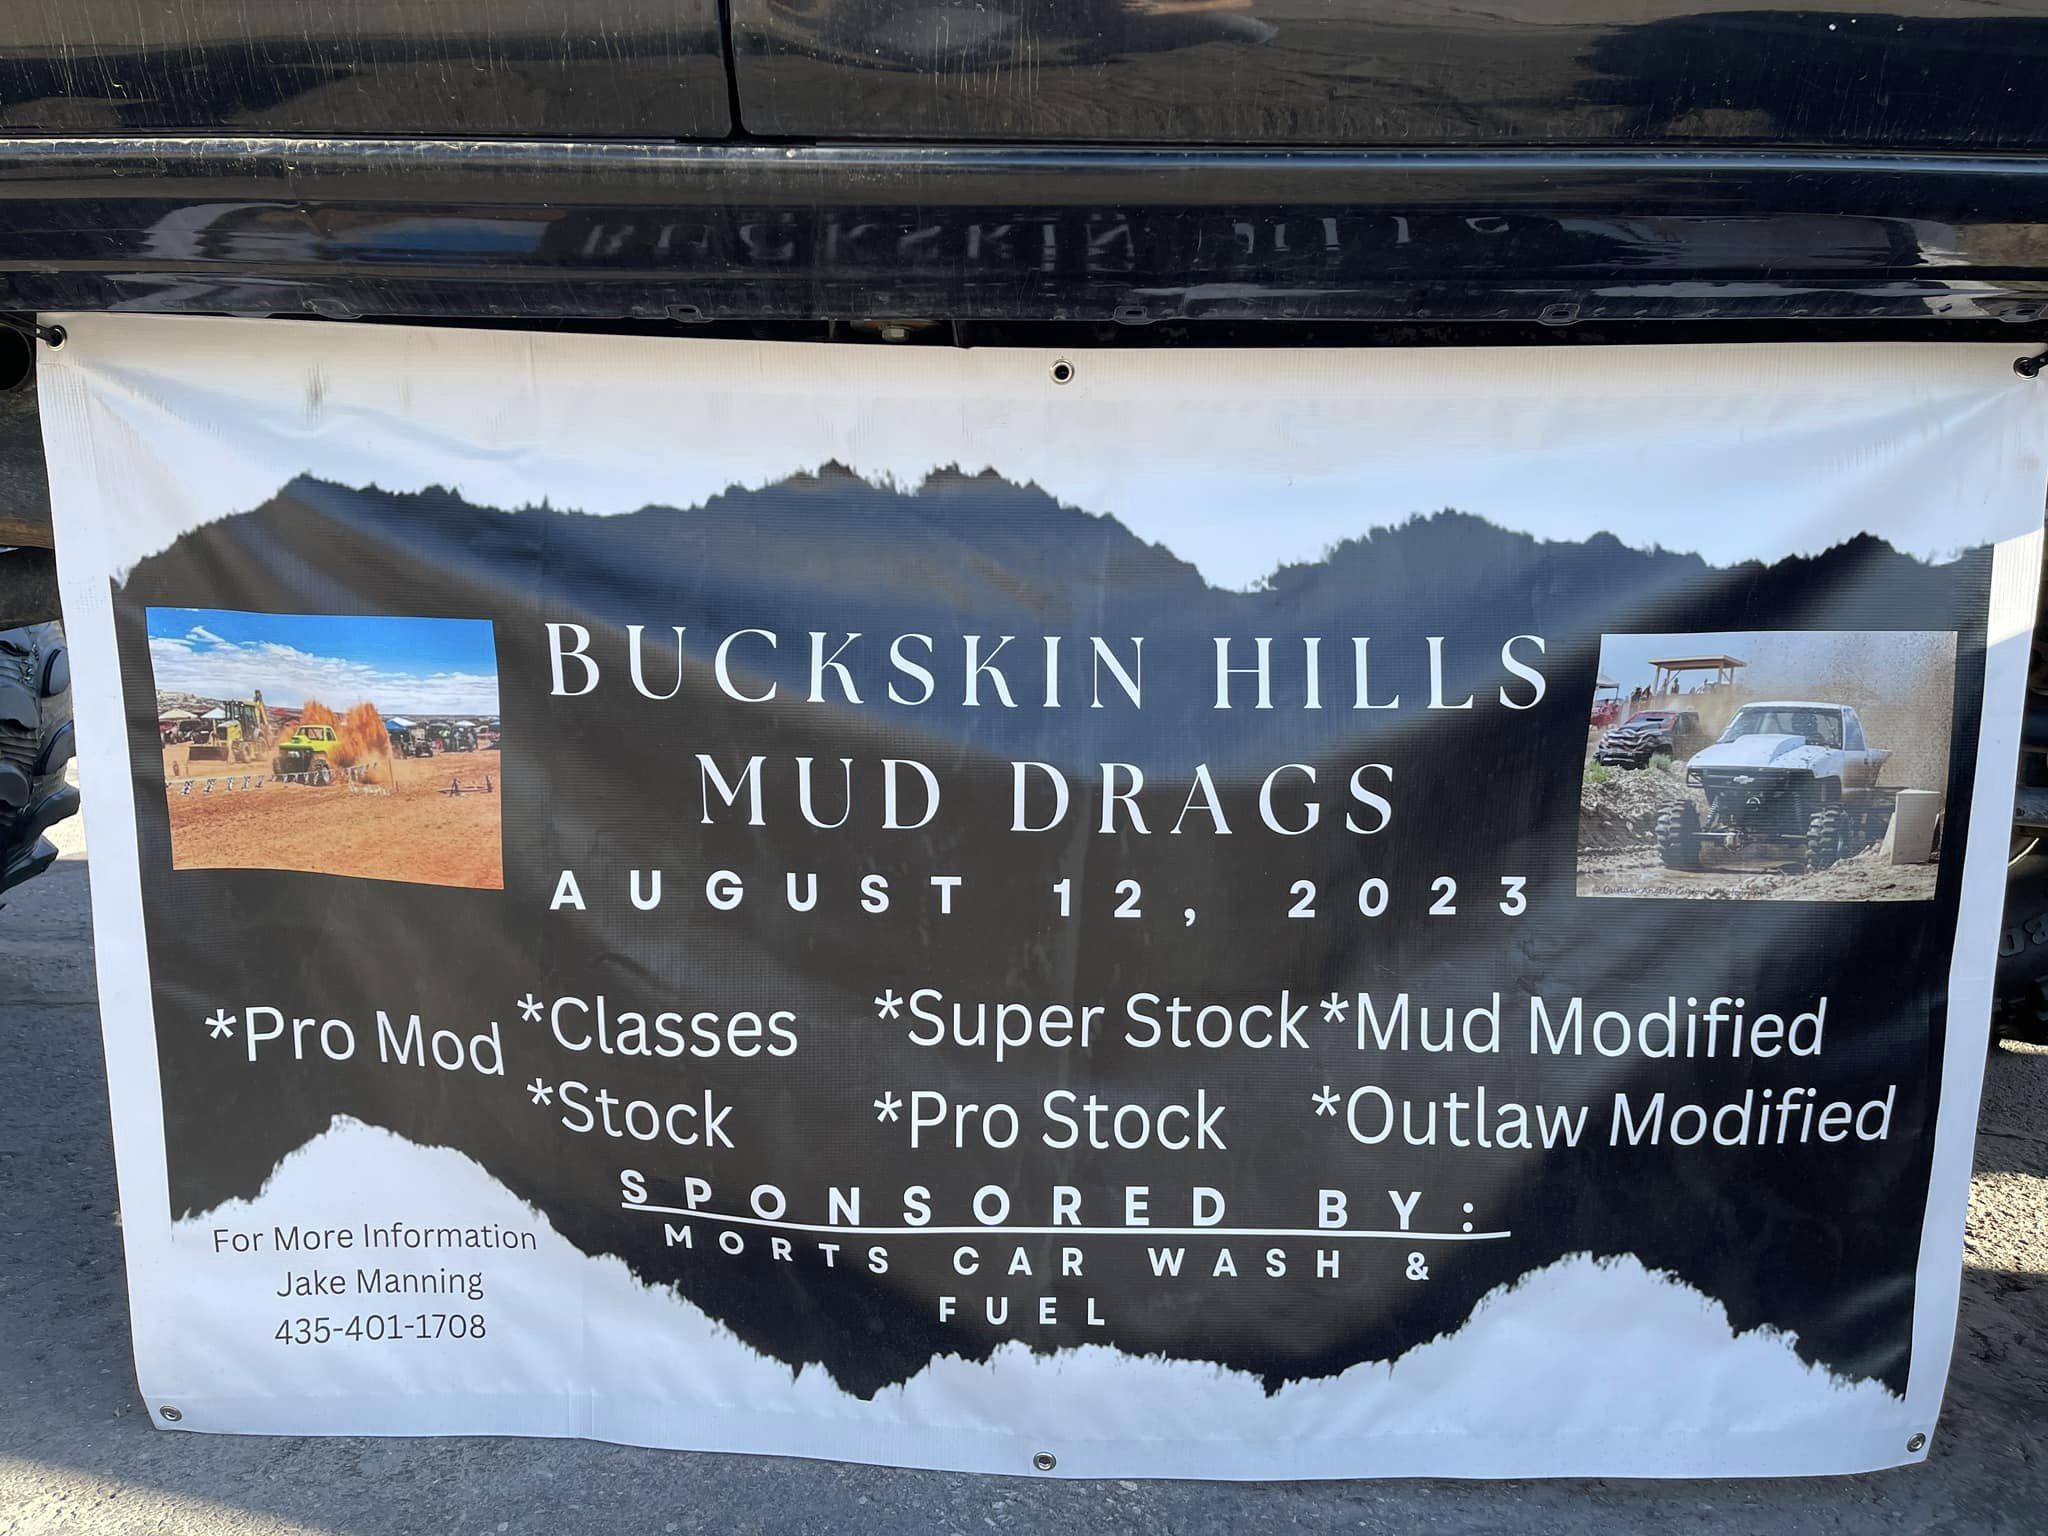 BUCKSKIN HILLS
MUD DRAGS
AUGUST 12, 2023
*Pro Mod *Classes *Super Stock *Mud Modified
*Stock *Pro Stock *Outlaw Modified
SPONSORED BY:
MORTS CAR WASH &
FUEL
For More Information
Jake Manning
435-401-1708